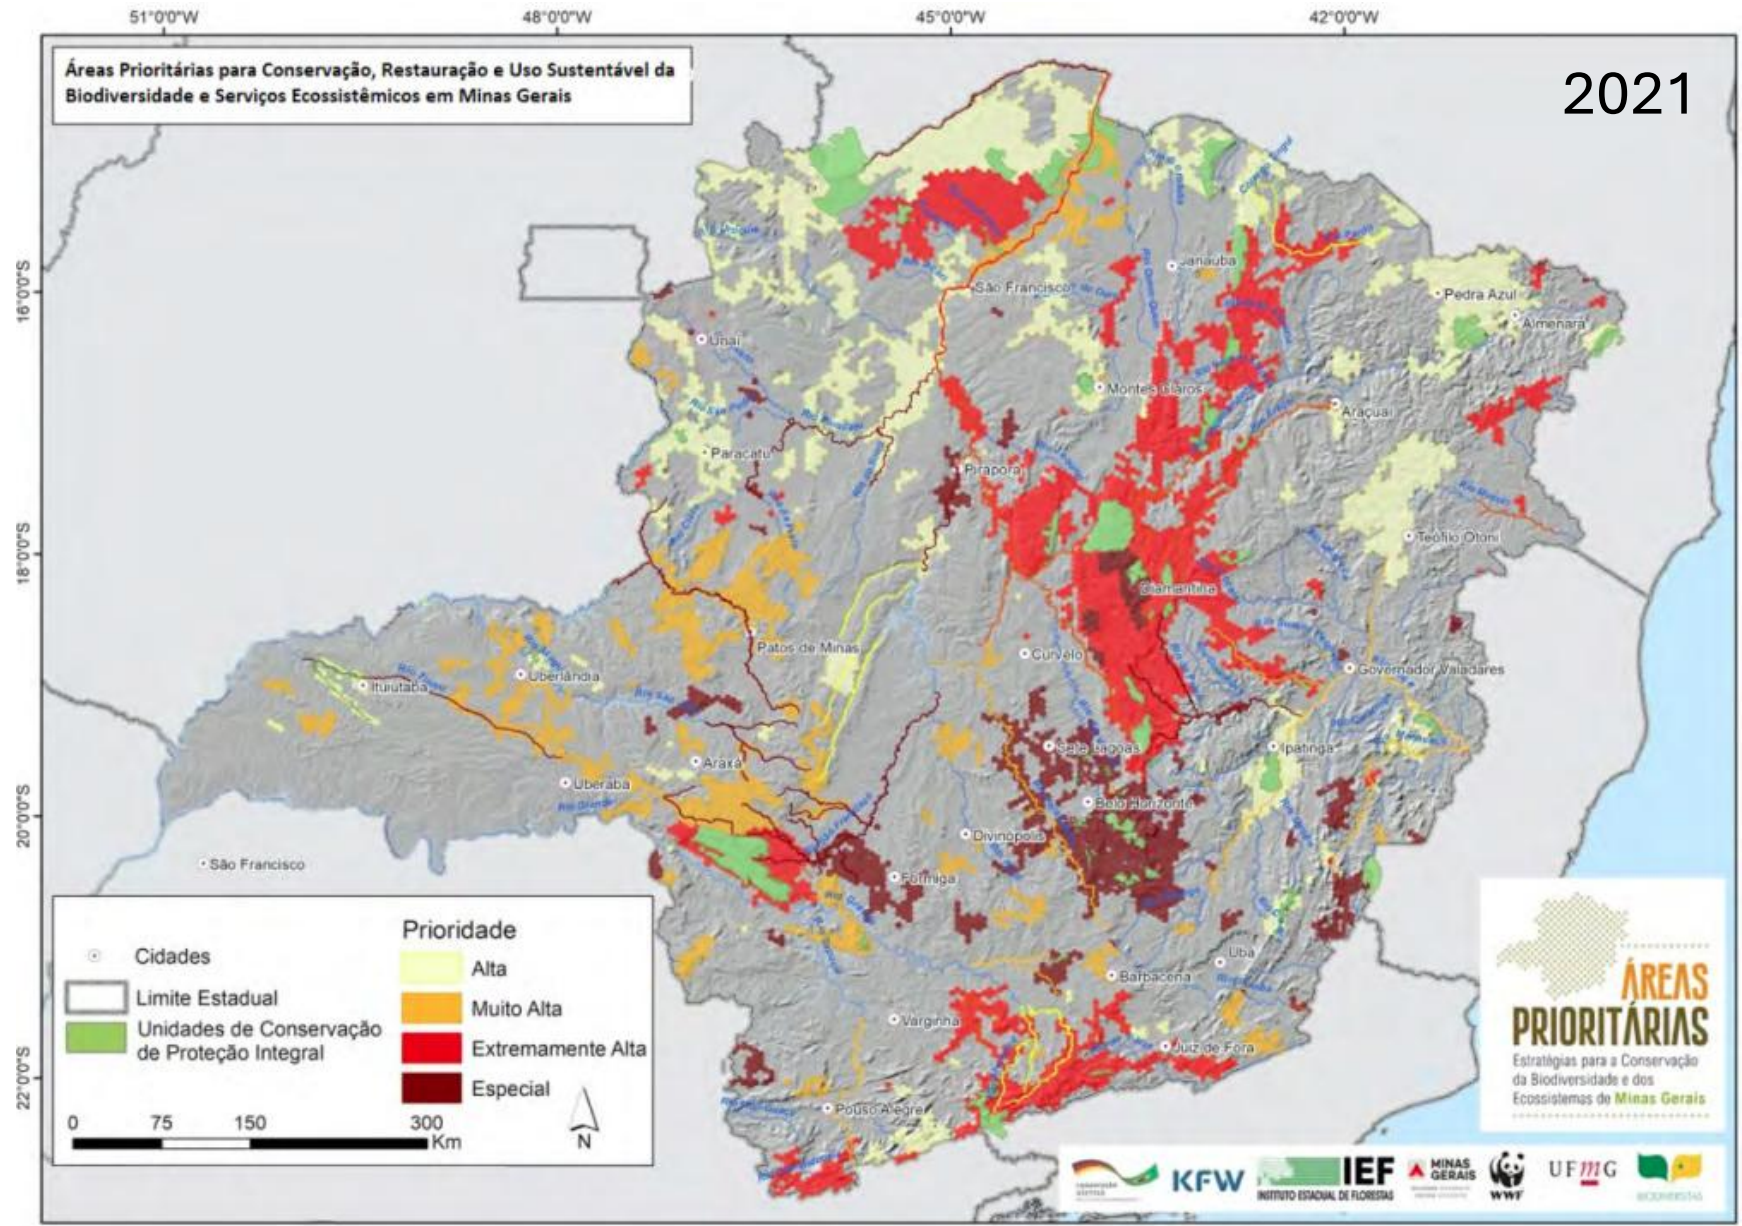 51°0'0"W
48°0'0"W
45°0'0"W
42°0'0"W
Áreas Prioritárias para Conservação, Restauração e Uso Sustentável da
Biodiversidade e Serviços Ecossistêmicos em Minas Gerais
2021
16°0'0"S
18°0'0"S
20°0'0"S
22°0'0"S
Janaúba
São Francisco
Pedra Azul
Almenara
Unaí
Montes Claros
Araçuaí
Paracatu
Pirapora
Teófilo Otoni
Diamantina
Patos de Minas
Curvelo
Governador Valadares
Uberlândia
Ituiutaba
Rio Pardo
Sete Lagoas
Ipatinga
Araxá
Uberaba
Rio Grande
Belo Horizonte
Divinópolis
São Francisco
Formiga
Ubá
Barbacena
Varginha
Juiz de Fora
Pouso Alegre
Cidades
Limite Estadual
Unidades de Conservação
de Proteção Integral
Prioridade
Alta
Muito Alta
Extremamente Alta
Especial
0 75 150 300
Km
N
ÁREAS
PRIORITÁRIAS
Estratégias para a Conservação
da Biodiversidade e dos
Ecossistemas de Minas Gerais
KFW
IEF
INSTITUTO ESTADUAL DE FLORESTAS
MINAS
GERAIS
WWF
UFmG
BIODIVERSITAS